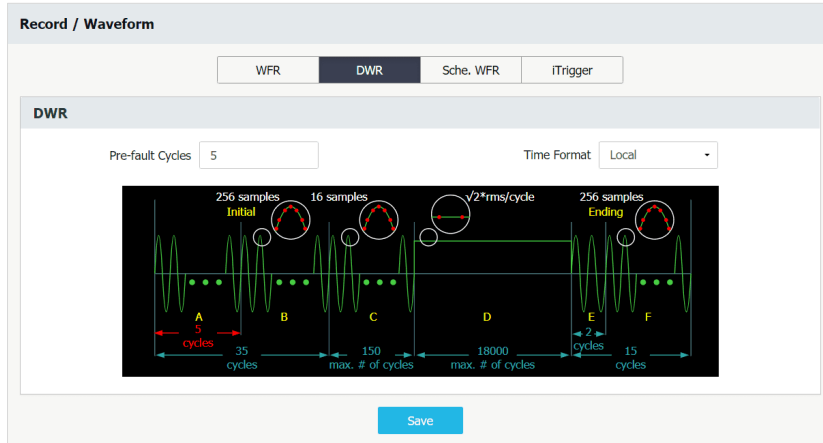 Record / Waveform
WFR DWR Sche. WFR iTrigger
DWR
Pre-fault Cycles 5 Time Format Local
256 samples 16 samples √2*rms/cycle 256 samples
Initial Ending
A B C D E F
5
cycles
2
cycles
35
cycles
150
max. # of cycles
18000
max. # of cycles
15
cycles
Save